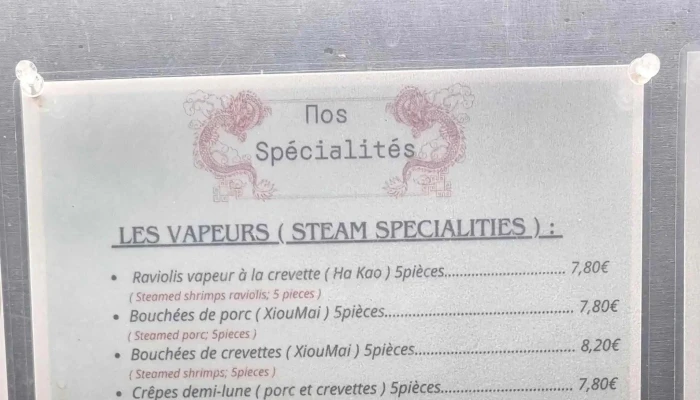 Nos
Spécialités
LES VAPEURS ( STEAM SPECIALITIES ) :
• Raviolis vapeur à la crevette ( Ha Kao ) 5pièces.............................. 7,80€
( Steamed shrimps raviolis; 5 pieces )
• Bouchées de porc ( XiouMai ) 5pièces................................................ 7,80€
( Steamed porc; 5pieces )
• Bouchées de crevettes ( XiouMai ) 5pièces........................................ 8,20€
( Steamed shrimps; 5pieces )
• Crêpes demi-lune ( porc et crevettes ) 5pièces................................. 7,80€